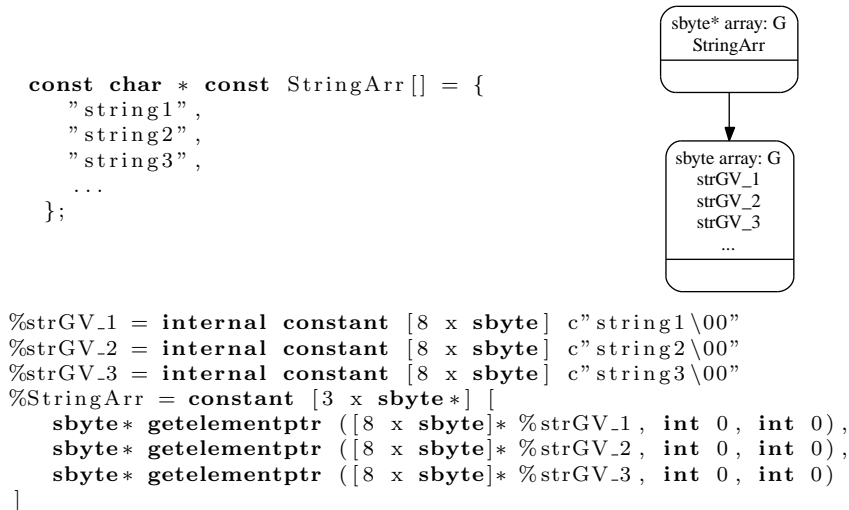 const char * const StringArr[] = {
"string1",
"string2",
"string3",
...
};
sbyte* array: G
StringArr
sbyte array: G
strGV_1
strGV_2
strGV_3
...
%strGV_1 = internal constant [8 x sbyte] c"string1\00"
%strGV_2 = internal constant [8 x sbyte] c"string2\00"
%strGV_3 = internal constant [8 x sbyte] c"string3\00"
%StringArr = constant [3 x sbyte*] [
sbyte* getelementptr ([8 x sbyte]* %strGV_1, int 0, int 0),
sbyte* getelementptr ([8 x sbyte]* %strGV_2, int 0, int 0),
sbyte* getelementptr ([8 x sbyte]* %strGV_3, int 0, int 0)
]